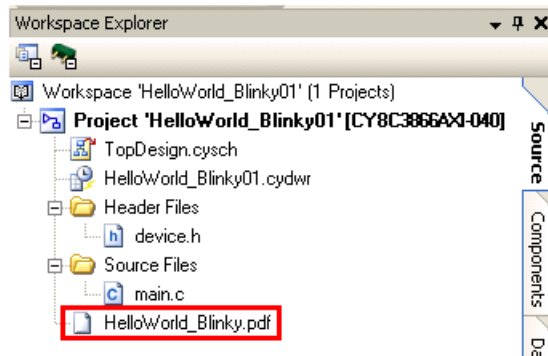 Workspace Explorer
Workspace 'HelloWorld_Blinky01' (1 Projects)
Project 'HelloWorld_Blinky01' [CY8C3866AXI-040]
TopDesign.cysch
HelloWorld_Blinky01.cydwr
Header Files
h device.h
Source Files
c main.c
HelloWorld_Blinky.pdf
Source
Components